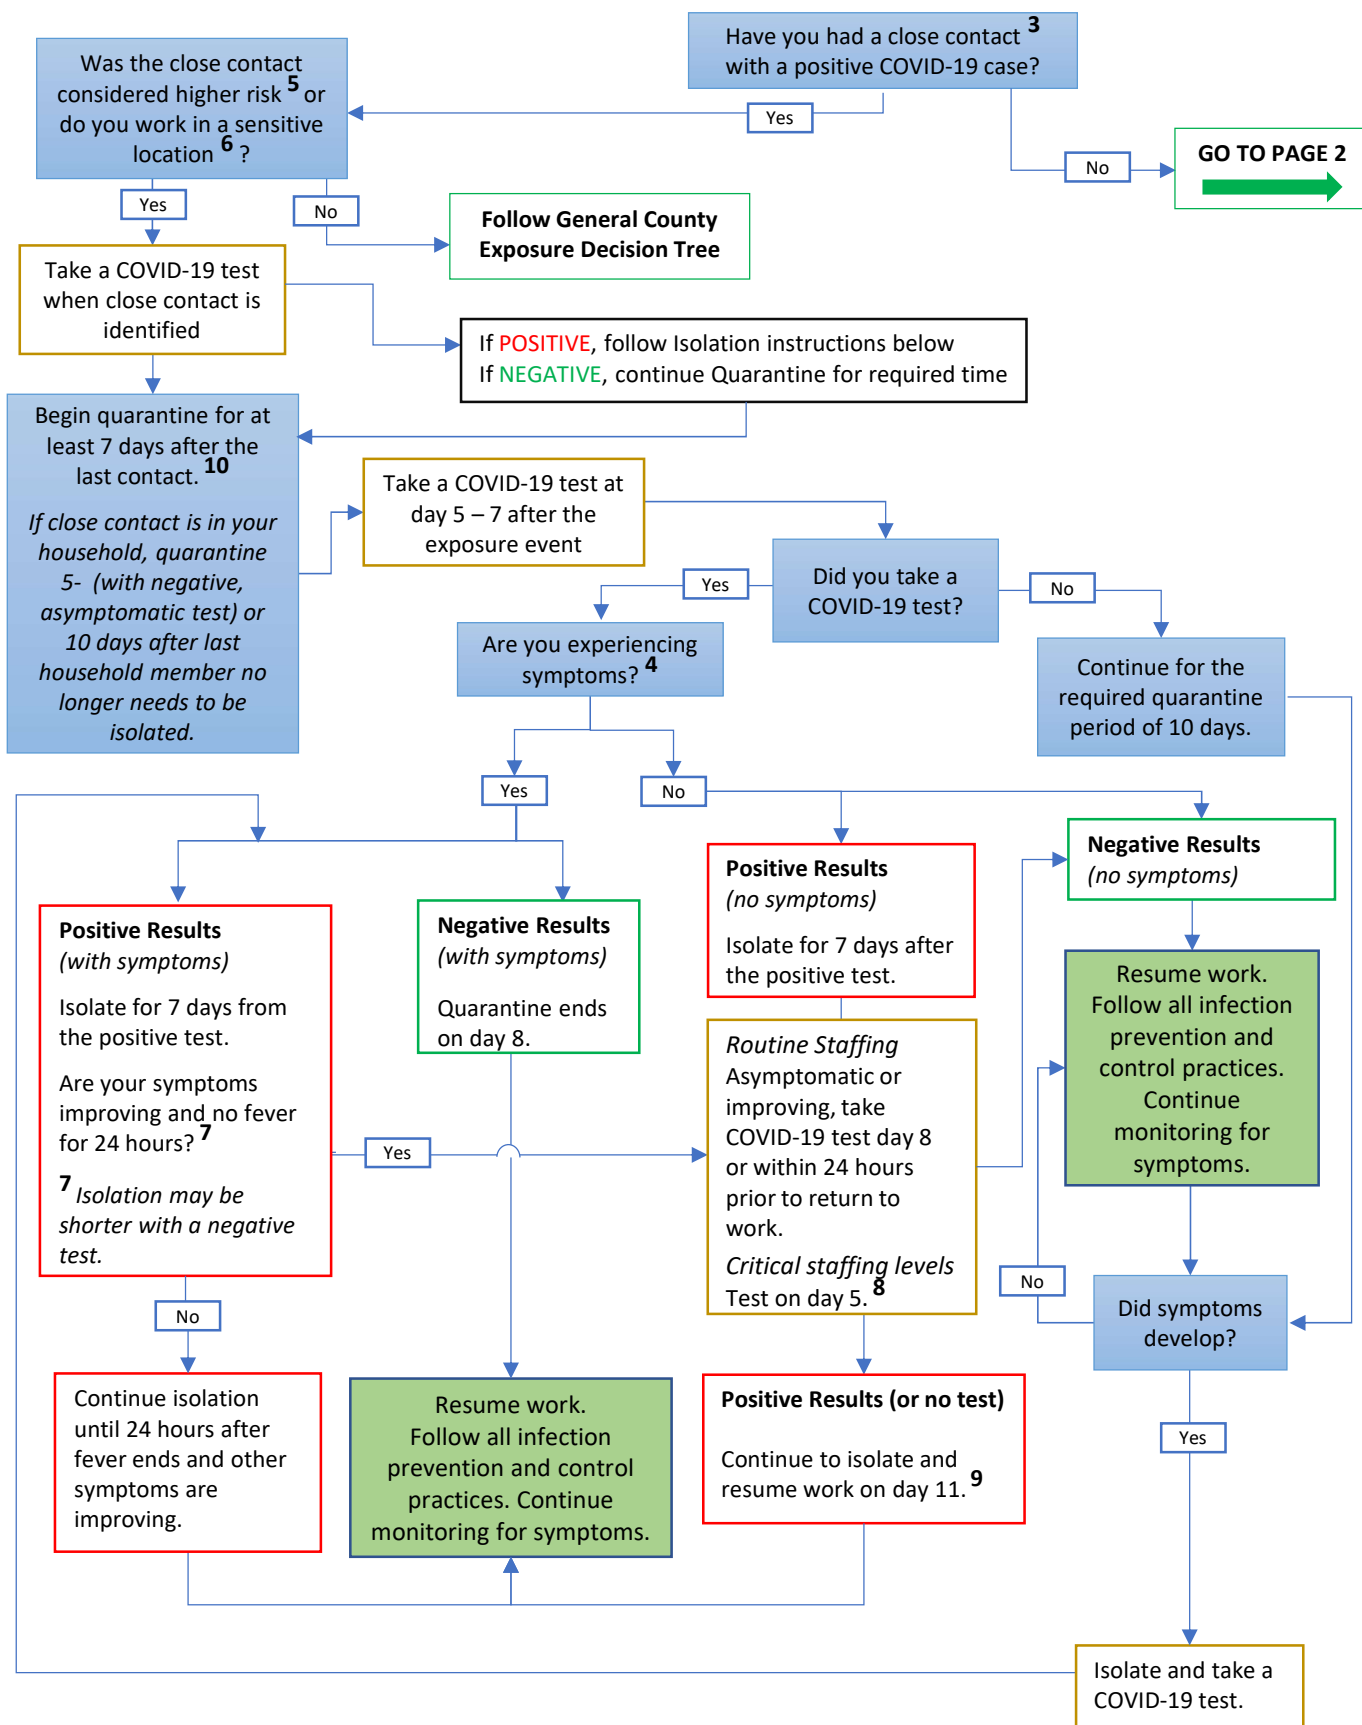 Have you had a close contact 3
with a positive COVID-19 case?
Was the close contact
considered higher risk 5 or
do you work in a sensitive
location 6 ?
Yes
No
GO TO PAGE 2
Yes
No
Follow General County
Exposure Decision Tree
Take a COVID-19 test
when close contact is
identified
If POSITIVE, follow Isolation instructions below
If NEGATIVE, continue Quarantine for required time
Begin quarantine for at
least 7 days after the
last contact. 10
If close contact is in your
household, quarantine
5- (with negative,
asymptomatic test) or
10 days after last
household member no
longer needs to be
isolated.
Take a COVID-19 test at
day 5 – 7 after the
exposure event
Did you take a
COVID-19 test?
Yes
No
Are you experiencing
symptoms? 4
Continue for the
required quarantine
period of 10 days.
Yes
No
Positive Results
(with symptoms)
Isolate for 7 days from
the positive test.
Are your symptoms
improving and no fever
for 24 hours? 7
7 Isolation may be
shorter with a negative
test.
Negative Results
(with symptoms)
Quarantine ends
on day 8.
Positive Results
(no symptoms)
Isolate for 7 days after
the positive test.
Negative Results
(no symptoms)
Resume work.
Follow all infection
prevention and
control practices.
Continue
monitoring for
symptoms.
Yes
Routine Staffing
Asymptomatic or
improving, take
COVID-19 test day 8
or within 24 hours
prior to return to
work.
Critical staffing levels
Test on day 5. 8
No
Did symptoms
develop?
No
Continue isolation
until 24 hours after
fever ends and other
symptoms are
improving.
Resume work.
Follow all infection
prevention and control
practices. Continue
monitoring for symptoms.
Positive Results (or no test)
Continue to isolate and
resume work on day 11. 9
Yes
Isolate and take a
COVID-19 test.